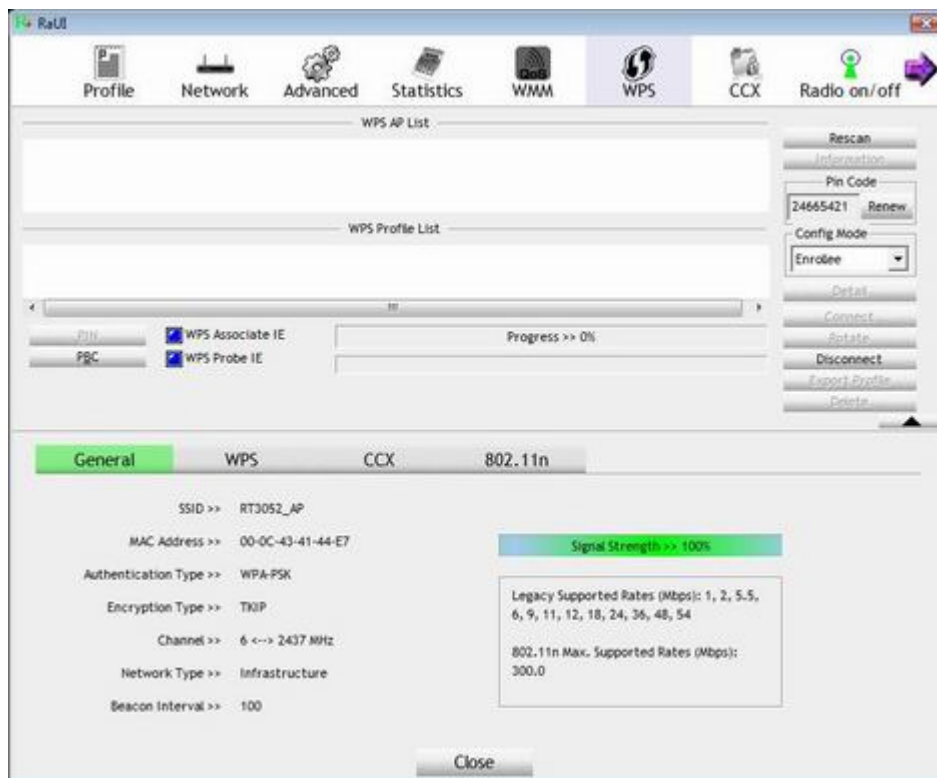 RaUI
Profile Network Advanced Statistics QoS WMM WPS CCX Radio on/off
WPS AP List
Rescan
Information
Pin Code
24665421 Renew
WPS Profile List
Config Mode
Enrollee
Detail
PIN WPS Associate IE Progress >> 0% Connect
Rotate
PBC WPS Probe IE Disconnect
Export Profile
Delete
General WPS CCX 802.11n
SSID >> RT3052_AP
MAC Address >> 00-0C-43-41-44-E7
Signal Strength >> 100%
Authentication Type >> WPA-PSK
Encryption Type >> TKIP
Channel >> 6 <--> 2437 MHz
Network Type >> Infrastructure
Beacon Interval >> 100
Legacy Supported Rates (Mbps): 1, 2, 5.5,
6, 9, 11, 12, 18, 24, 36, 48, 54
802.11n Max. Supported Rates (Mbps):
300.0
Close